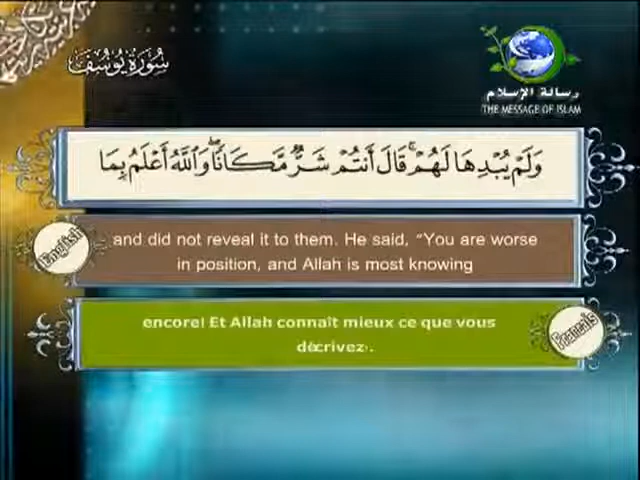 سُورَةُ يُوسُفَ
رسالة الإسلام
THE MESSAGE OF ISLAM
وَلَمْ يُبْدِهَا لَهُمْ ۚ قَالَ أَنتُمْ شَرٌّ مَّكَانًا ۖ وَاللَّهُ أَعْلَمُ بِمَا
English
and did not reveal it to them. He said, “You are worse
in position, and Allah is most knowing
encore! Et Allah connaît mieux ce que vous
décrivez».
Français